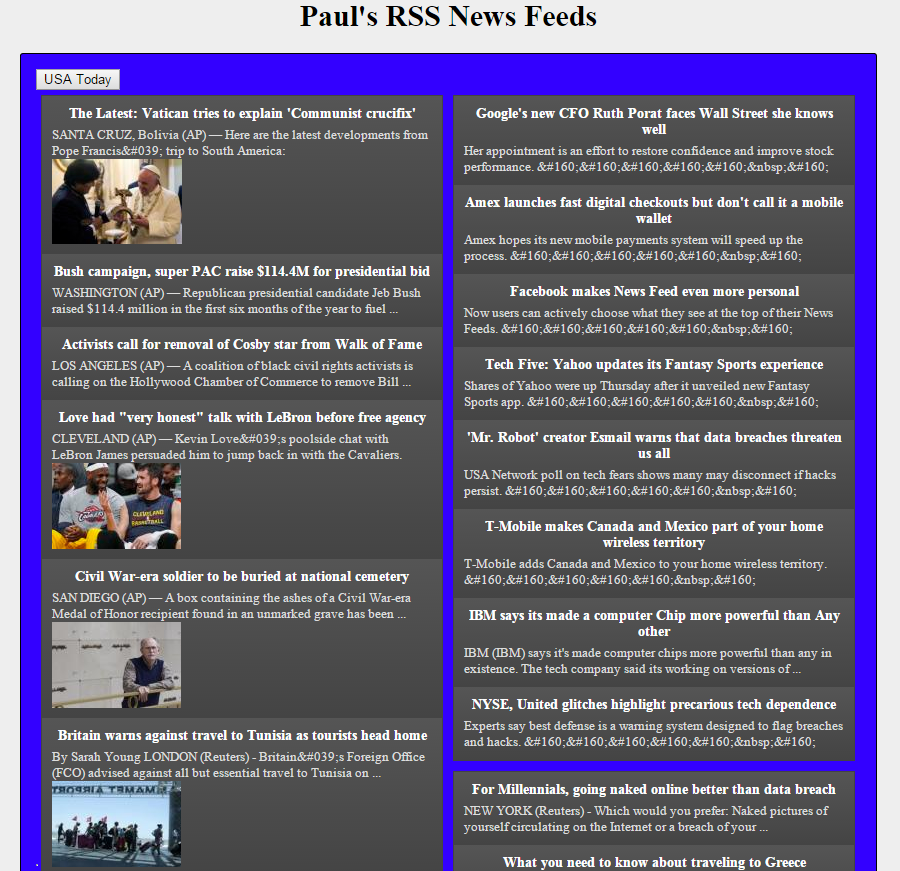 Paul's RSS News Feeds
USA Today
The Latest: Vatican tries to explain 'Communist crucifix'
SANTA CRUZ, Bolivia (AP) — Here are the latest developments from
Pope Francis&#039; trip to South America:
Bush campaign, super PAC raise $114.4M for presidential bid
WASHINGTON (AP) — Republican presidential candidate Jeb Bush
raised $114.4 million in the first six months of the year to fuel ...
Activists call for removal of Cosby star from Walk of Fame
LOS ANGELES (AP) — A coalition of black civil rights activists is
calling on the Hollywood Chamber of Commerce to remove Bill ...
Love had "very honest" talk with LeBron before free agency
CLEVELAND (AP) — Kevin Love&#039;s poolside chat with
LeBron James persuaded him to jump back in with the Cavaliers.
CLEVELAND
BASKETBALL
Civil War-era soldier to be buried at national cemetery
SAN DIEGO (AP) — A box containing the ashes of a Civil War-era
Medal of Honor recipient found in an unmarked grave has been ...
Britain warns against travel to Tunisia as tourists head home
By Sarah Young LONDON (Reuters) - Britain&#039;s Foreign Office
(FCO) advised against all but essential travel to Tunisia on ...
Google's new CFO Ruth Porat faces Wall Street she knows
well
Her appointment is an effort to restore confidence and improve stock
performance. &#160;&#160;&#160;&#160;&#160;&nbsp;&#160;
Amex launches fast digital checkouts but don't call it a mobile
wallet
Amex hopes its new mobile payments system will speed up the
process. &#160;&#160;&#160;&#160;&#160;&nbsp;&#160;
Facebook makes News Feed even more personal
Now users can actively choose what they see at the top of their News
Feeds. &#160;&#160;&#160;&#160;&#160;&nbsp;&#160;
Tech Five: Yahoo updates its Fantasy Sports experience
Shares of Yahoo were up Thursday after it unveiled new Fantasy
Sports app. &#160;&#160;&#160;&#160;&#160;&nbsp;&#160;
'Mr. Robot' creator Esmail warns that data breaches threaten
us all
USA Network poll on tech fears shows many may disconnect if hacks
persist. &#160;&#160;&#160;&#160;&#160;&nbsp;&#160;
T-Mobile makes Canada and Mexico part of your home
wireless territory
T-Mobile adds Canada and Mexico to your home wireless territory.
&#160;&#160;&#160;&#160;&#160;&nbsp;&#160;
IBM says its made a computer Chip more powerful than Any
other
IBM (IBM) says it's made computer chips more powerful than any in
existence. The tech company said its working on versions of ...
NYSE, United glitches highlight precarious tech dependence
Experts say best defense is a warning system designed to flag breaches
and hacks. &#160;&#160;&#160;&#160;&#160;&nbsp;&#160;
For Millennials, going naked online better than data breach
NEW YORK (Reuters) - Which would you prefer: Naked pictures of
yourself circulating on the Internet or a breach of your ...
What you need to know about traveling to Greece